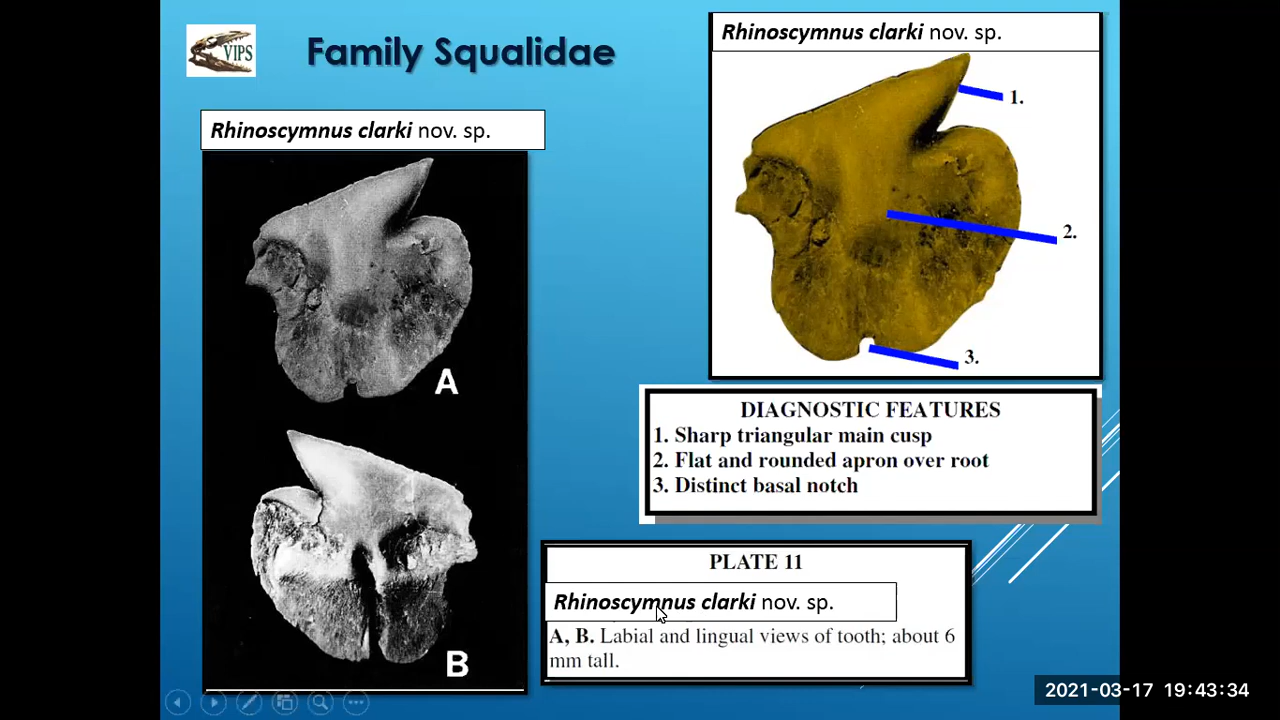 VIPS
Family Squalidae
Rhinoscymnus clarki nov. sp.
A
B
Rhinoscymnus clarki nov. sp.
1.
2.
3.
DIAGNOSTIC FEATURES
1. Sharp triangular main cusp
2. Flat and rounded apron over root
3. Distinct basal notch
PLATE 11
Rhinoscymnus clarki nov. sp.
A, B. Labial and lingual views of tooth; about 6
mm tall.
2021-03-17 19:43:34